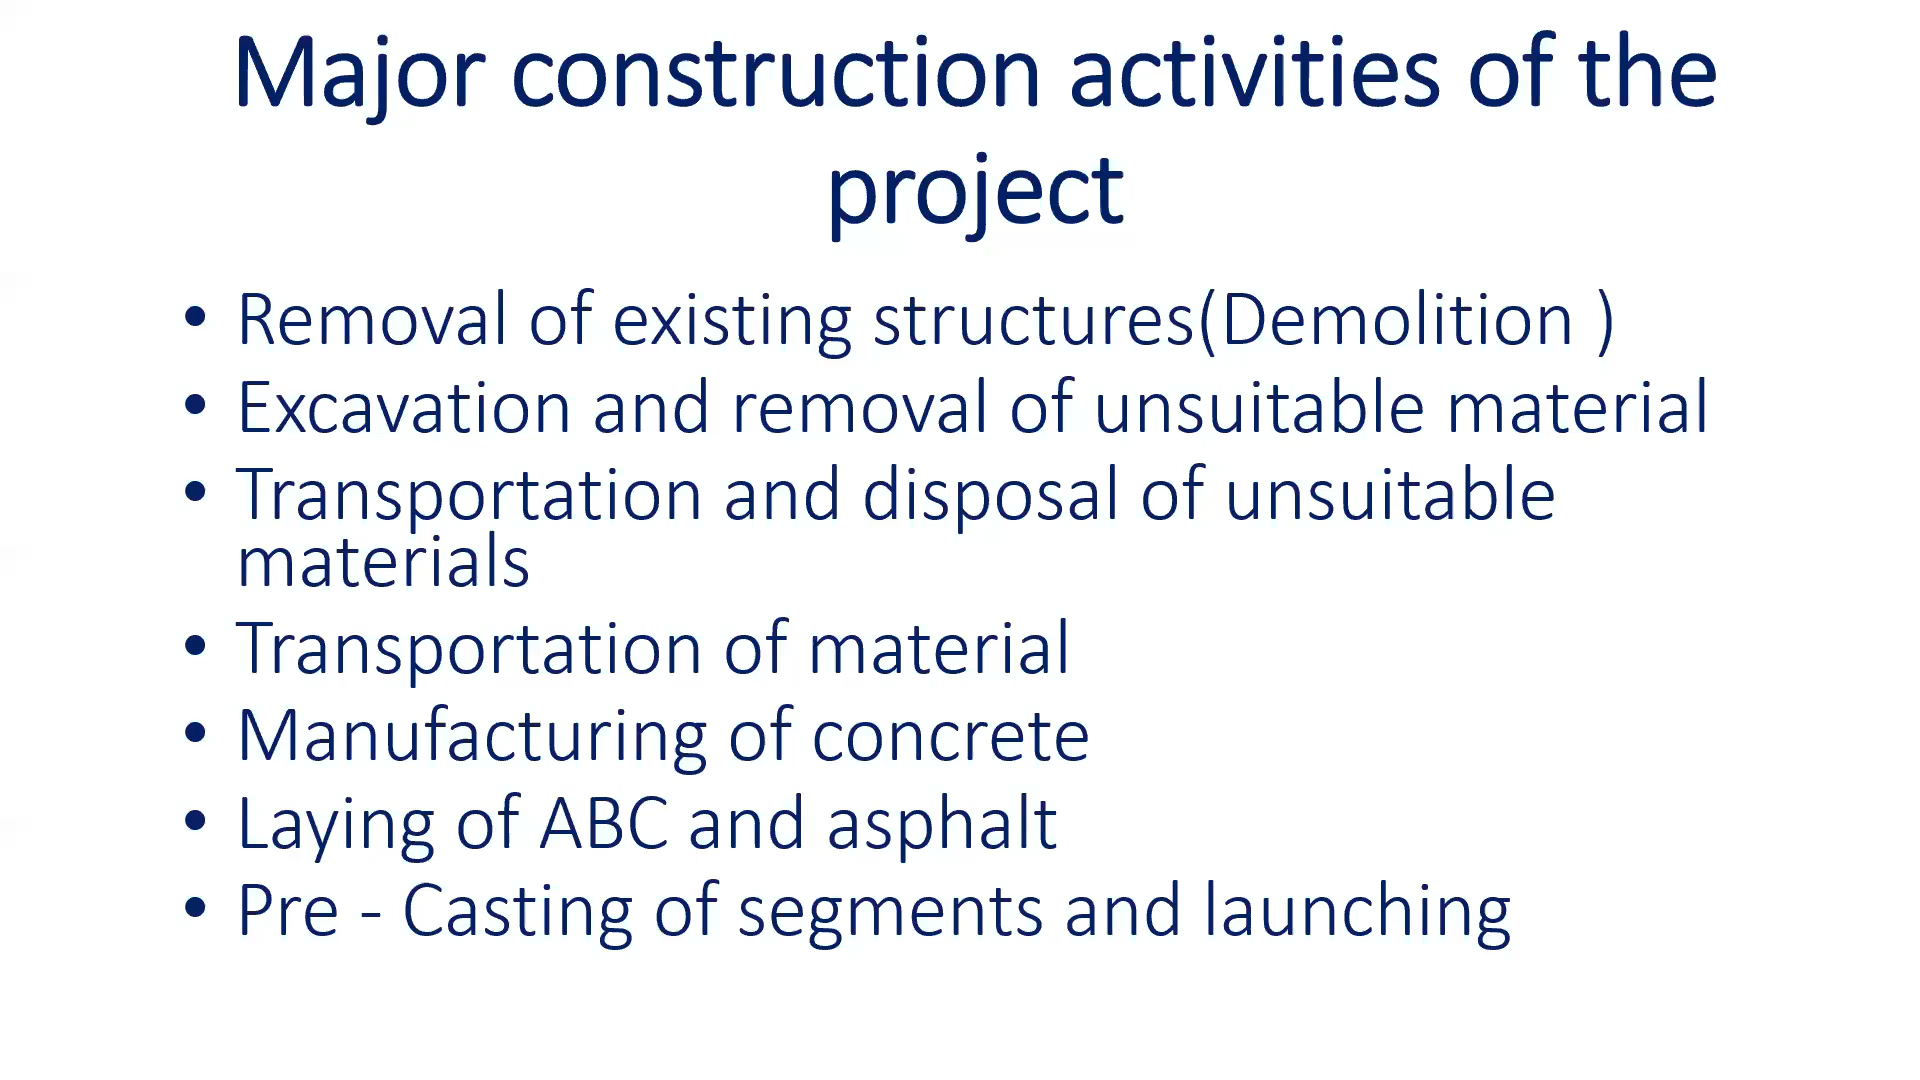 Major construction activities of the
project
• Removal of existing structures(Demolition )
• Excavation and removal of unsuitable material
• Transportation and disposal of unsuitable
materials
• Transportation of material
• Manufacturing of concrete
• Laying of ABC and asphalt
• Pre - Casting of segments and launching